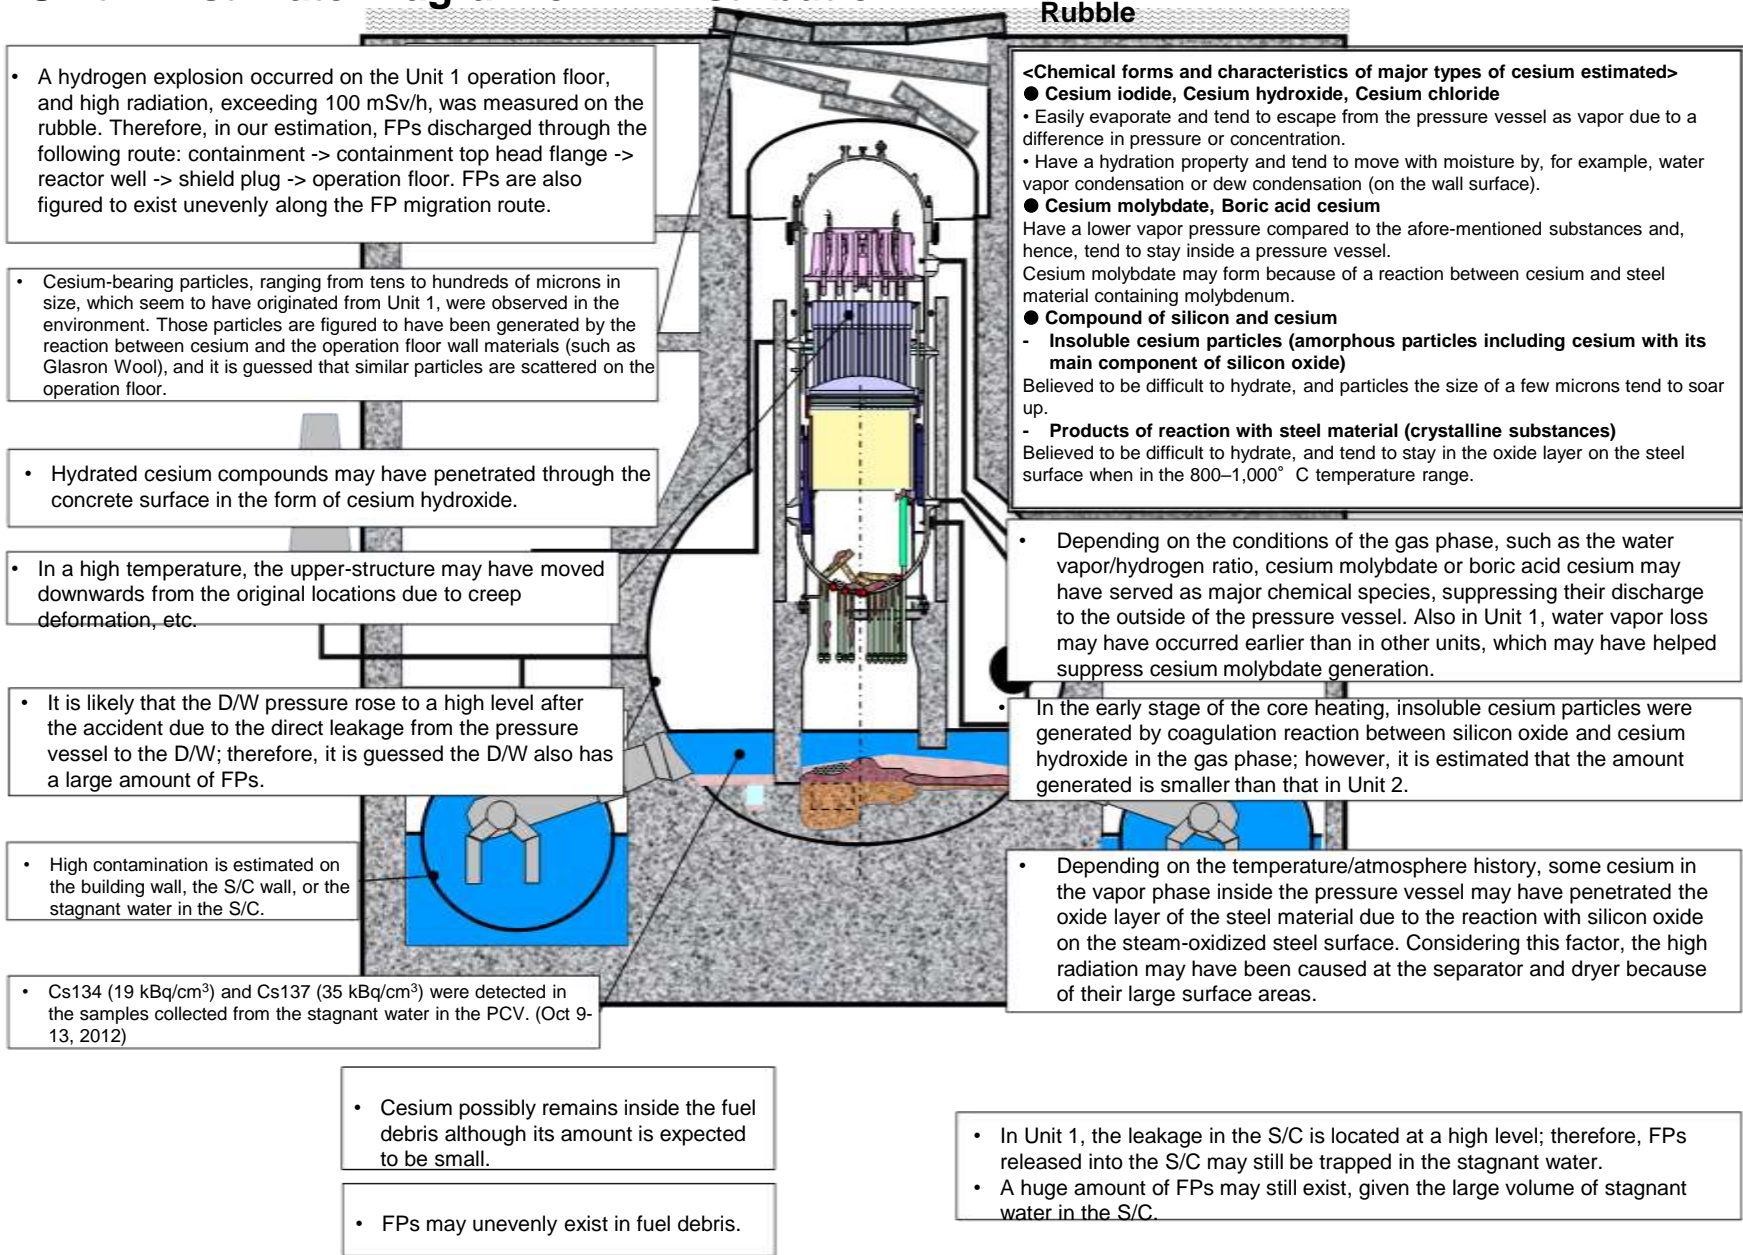 Rubble
• A hydrogen explosion occurred on the Unit 1 operation floor,
and high radiation, exceeding 100 mSv/h, was measured on the
rubble. Therefore, in our estimation, FPs discharged through the
following route: containment -> containment top head flange ->
reactor well -> shield plug -> operation floor. FPs are also
figured to exist unevenly along the FP migration route.
• Cesium-bearing particles, ranging from tens to hundreds of microns in
size, which seem to have originated from Unit 1, were observed in the
environment. Those particles are figured to have been generated by the
reaction between cesium and the operation floor wall materials (such as
Glasron Wool), and it is guessed that similar particles are scattered on the
operation floor.
• Hydrated cesium compounds may have penetrated through the
concrete surface in the form of cesium hydroxide.
• In a high temperature, the upper-structure may have moved
downwards from the original locations due to creep
deformation, etc.
• It is likely that the D/W pressure rose to a high level after
the accident due to the direct leakage from the pressure
vessel to the D/W; therefore, it is guessed the D/W also has
a large amount of FPs.
• High contamination is estimated on
the building wall, the S/C wall, or the
stagnant water in the S/C.
• Cs134 (19 kBq/cm³) and Cs137 (35 kBq/cm³) were detected in
the samples collected from the stagnant water in the PCV. (Oct 9-
13, 2012)
<Chemical forms and characteristics of major types of cesium estimated>
● Cesium iodide, Cesium hydroxide, Cesium chloride
• Easily evaporate and tend to escape from the pressure vessel as vapor due to a
difference in pressure or concentration.
• Have a hydration property and tend to move with moisture by, for example, water
vapor condensation or dew condensation (on the wall surface).
● Cesium molybdate, Boric acid cesium
Have a lower vapor pressure compared to the afore-mentioned substances and,
hence, tend to stay inside a pressure vessel.
Cesium molybdate may form because of a reaction between cesium and steel
material containing molybdenum.
● Compound of silicon and cesium
- Insoluble cesium particles (amorphous particles including cesium with its
main component of silicon oxide)
Believed to be difficult to hydrate, and particles the size of a few microns tend to soar
up.
- Products of reaction with steel material (crystalline substances)
Believed to be difficult to hydrate, and tend to stay in the oxide layer on the steel
surface when in the 800–1,000° C temperature range.
• Depending on the conditions of the gas phase, such as the water
vapor/hydrogen ratio, cesium molybdate or boric acid cesium may
have served as major chemical species, suppressing their discharge
to the outside of the pressure vessel. Also in Unit 1, water vapor loss
may have occurred earlier than in other units, which may have helped
suppress cesium molybdate generation.
• In the early stage of the core heating, insoluble cesium particles were
generated by coagulation reaction between silicon oxide and cesium
hydroxide in the gas phase; however, it is estimated that the amount
generated is smaller than that in Unit 2.
• Depending on the temperature/atmosphere history, some cesium in
the vapor phase inside the pressure vessel may have penetrated the
oxide layer of the steel material due to the reaction with silicon oxide
on the steam-oxidized steel surface. Considering this factor, the high
radiation may have been caused at the separator and dryer because
of their large surface areas.
• Cesium possibly remains inside the fuel
debris although its amount is expected
to be small.
• FPs may unevenly exist in fuel debris.
• In Unit 1, the leakage in the S/C is located at a high level; therefore, FPs
released into the S/C may still be trapped in the stagnant water.
• A huge amount of FPs may still exist, given the large volume of stagnant
water in the S/C.